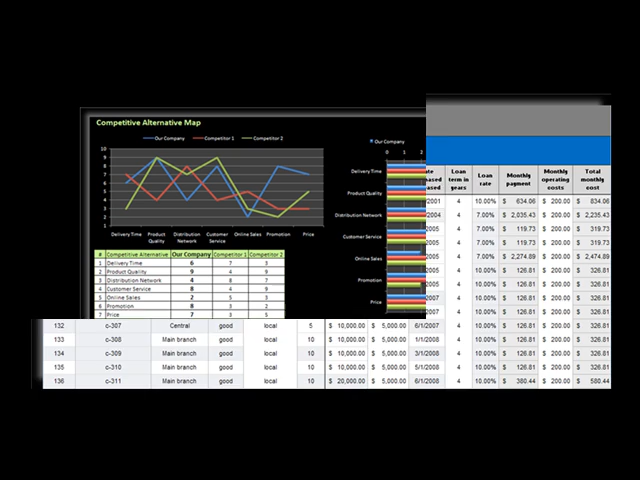 Competitive Alternative Map
Our Company Competitor 1 Competitor 2
10
9
8
7
6
5
4
3
2
1
Delivery Time Product Quality Distribution Network Customer Service Online Sales Promotion Price
# Competitive Alternative Our Company Competitor 1 Competitor 2
1 Delivery Time 6 7 3
2 Product Quality 9 4 9
3 Distribution Network 4 8 7
4 Customer Service 8 4 9
5 Online Sales 2 5 3
6 Promotion 8 3 2
7 Price 7 3 5
Our Company
0 1 2
Delivery Time
Product Quality
Distribution Network
Customer Service
Online Sales
Promotion
Price
Loan term in years Loan rate Monthly payment Monthly operating costs Total monthly cost
/2001 4 10.00% $ 634.06 $ 200.00 $ 834.06
/2004 4 7.00% $ 2,035.43 $ 200.00 $ 2,235.43
2005 4 7.00% $ 119.73 $ 200.00 $ 319.73
2005 4 7.00% $ 119.73 $ 200.00 $ 319.73
2005 4 7.00% $ 2,274.89 $ 200.00 $ 2,474.89
2005 4 10.00% $ 126.81 $ 200.00 $ 326.81
4 10.00% $ 126.81 $ 200.00 $ 326.81
2007 4 10.00% $ 126.81 $ 200.00 $ 326.81
4 10.00% $ 126.81 $ 200.00 $ 326.81
132 c-307 Central good local 5 $ 10,000.00 $ 5,000.00 6/1/2007 4 10.00% $ 126.81 $ 200.00 $ 326.81
133 c-308 Main branch good local 10 $ 10,000.00 $ 5,000.00 1/1/2008 4 10.00% $ 126.81 $ 200.00 $ 326.81
134 c-309 Main branch good local 10 $ 10,000.00 $ 5,000.00 3/1/2008 4 10.00% $ 126.81 $ 200.00 $ 326.81
135 c-310 Main branch good local 10 $ 10,000.00 $ 5,000.00 5/1/2008 4 10.00% $ 126.81 $ 200.00 $ 326.81
136 c-311 Main branch good local 10 $ 20,000.00 $ 5,000.00 6/1/2008 4 10.00% $ 380.44 $ 200.00 $ 580.44